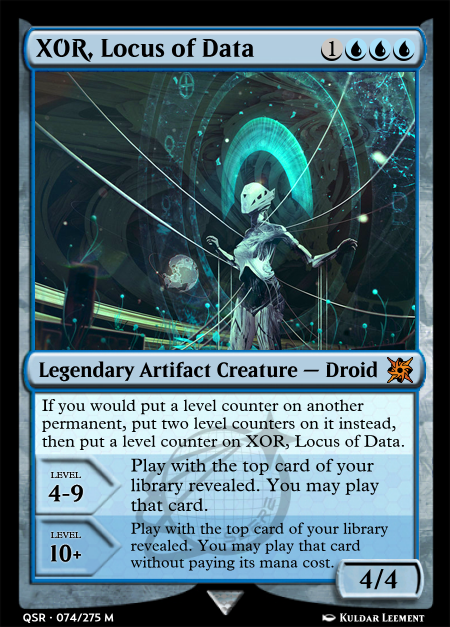 XOR, Locus of Data
1
Legendary Artifact Creature — Droid
If you would put a level counter on another
permanent, put two level counters on it instead,
then put a level counter on XOR, Locus of Data.
LEVEL
4-9
Play with the top card of your
library revealed. You may play
that card.
LEVEL
10+
Play with the top card of your library
revealed. You may play that card
without paying its mana cost.
4/4
QSR · 074/275 M
Kuldar Leement